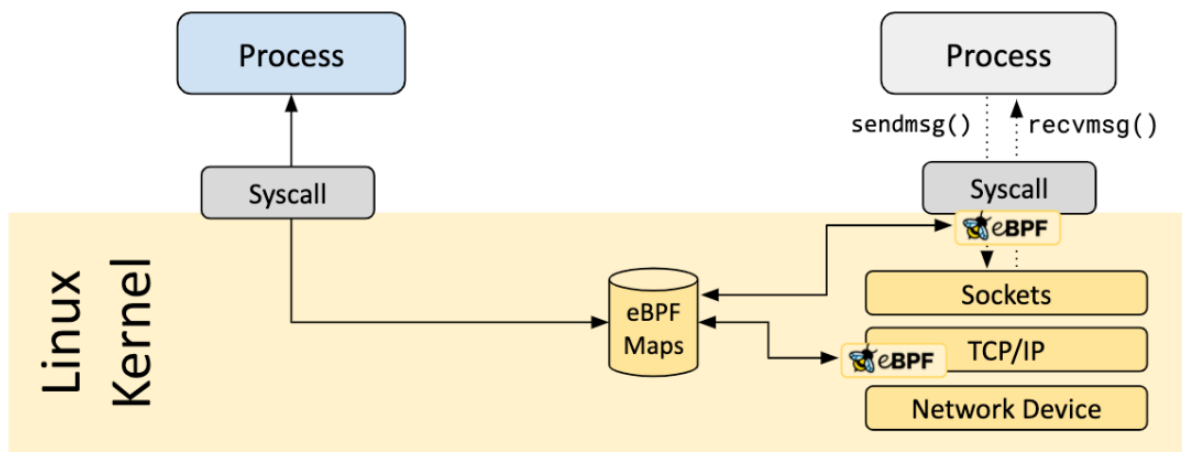 Process
Process
sendmsg()
recvmsg()
Syscall
Syscall
eBPF
Linux
Kernel
eBPF
Maps
Sockets
eBPF
TCP/IP
Network Device